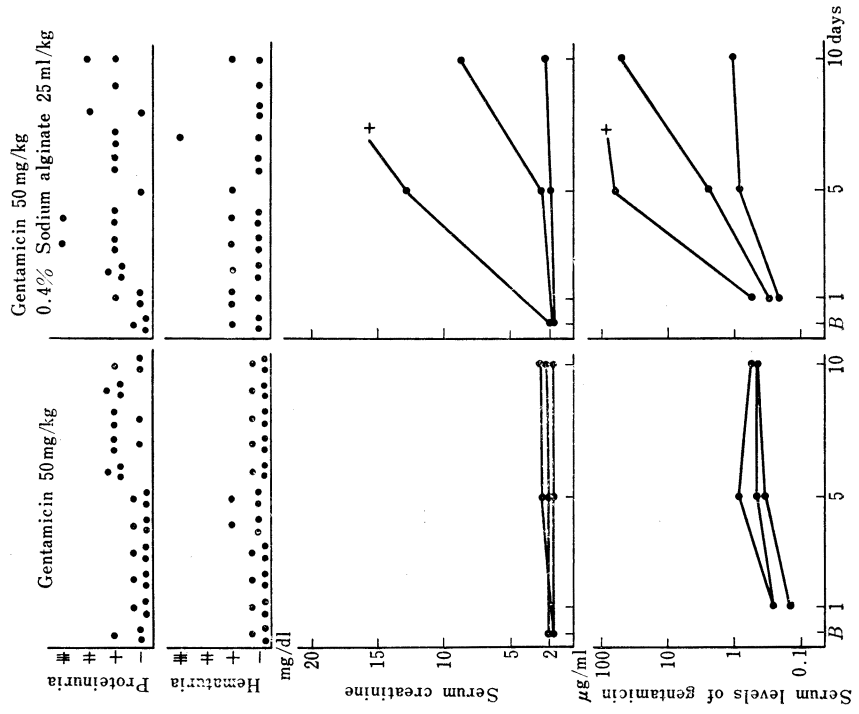 Gentamicin 50 mg/kg
Gentamicin 50 mg/kg
0.4% Sodium alginate 25 ml/kg
Proteinuria
⧻
#
+
−
Hematuria
⧻
#
+
−
Serum creatinine
mg/dl
20
15
10
5
2
+
Serum levels of gentamicin
μg/ml
100
1
0.1
+
B 1 5 10
B 1 5 10 days